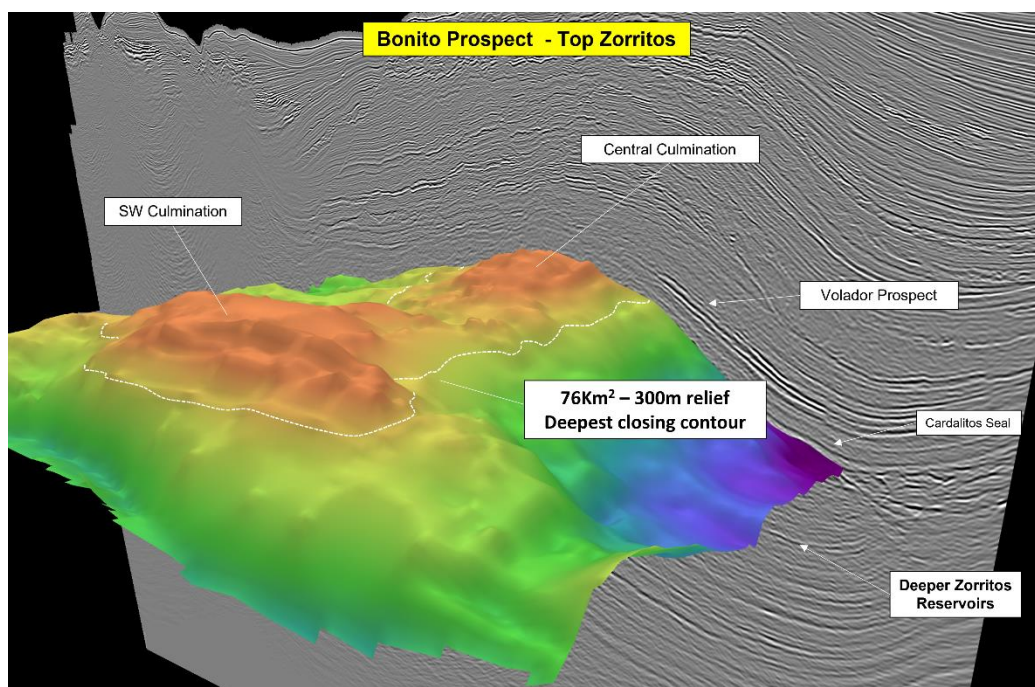 Bonito Prospect - Top Zorritos
Central Culmination
SW Culmination
Volador Prospect
76Km² – 300m relief
Deepest closing contour
Cardalitos Seal
Deeper Zorritos
Reservoirs